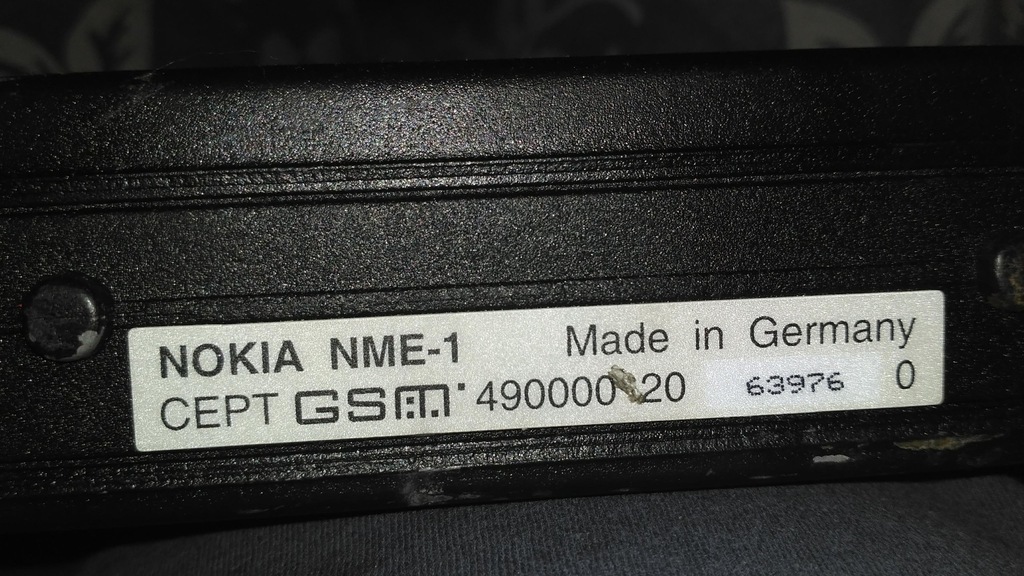 NOKIA NME-1 Made in Germany
CEPT GSM 490000 20 63976 0